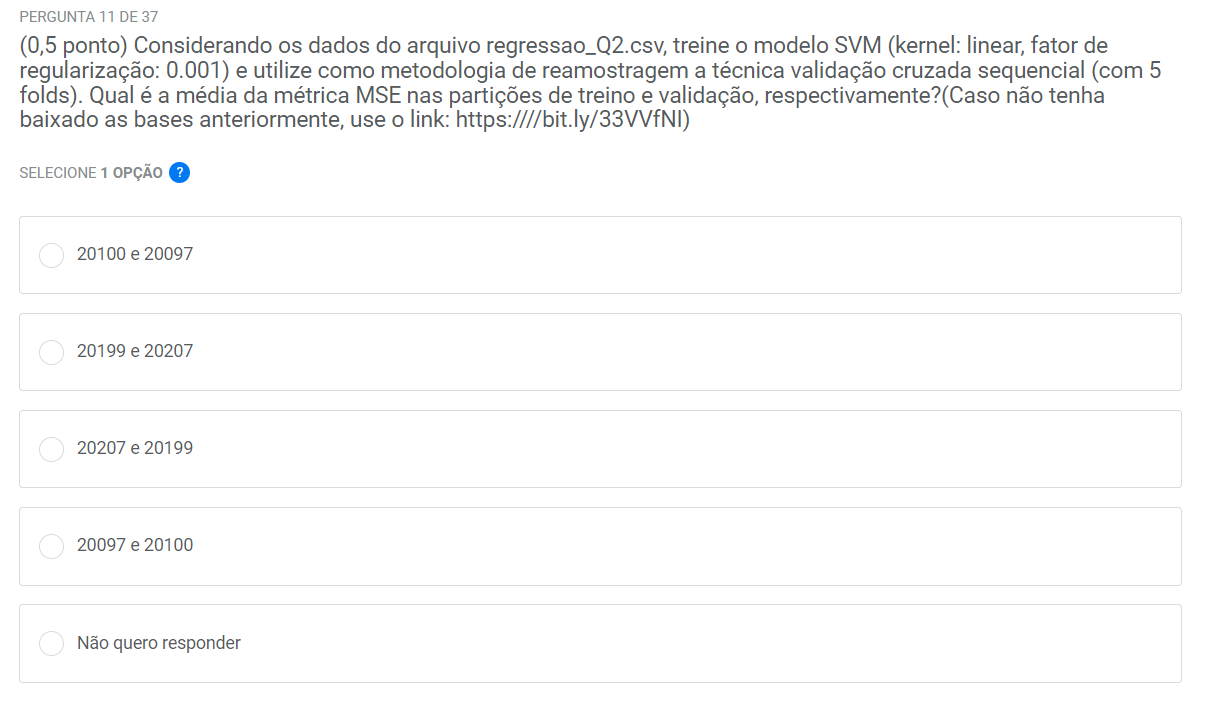 PERGUNTA 11 DE 37
(0,5 ponto) Considerando os dados do arquivo regressao_Q2.csv, treine o modelo SVM (kernel: linear, fator de
regularização: 0.001) e utilize como metodologia de reamostragem a técnica validação cruzada sequencial (com 5
folds). Qual é a média da métrica MSE nas partições de treino e validação, respectivamente?(Caso não tenha
baixado as bases anteriormente, use o link: https:////bit.ly/33VVfNI)
SELECIONE 1 OPÇÃO ?
20100 e 20097
20199 e 20207
20207 e 20199
20097 e 20100
Não quero responder